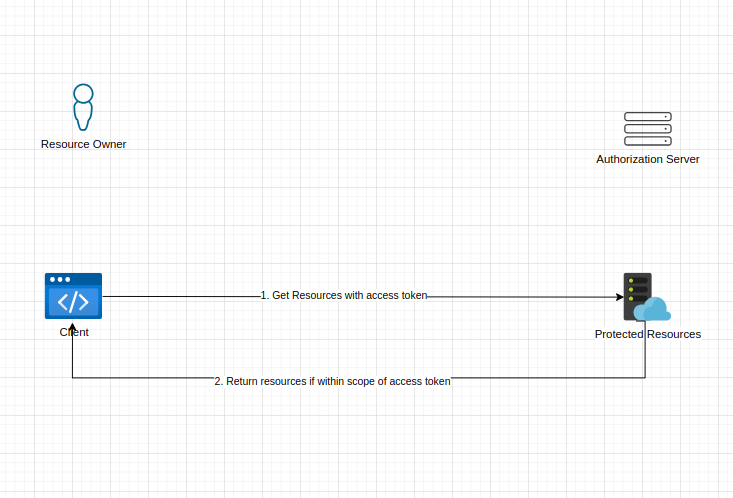 Resource Owner
Authorization Server
1. Get Resources with access token
Client
Protected Resources
2. Return resources if within scope of access token